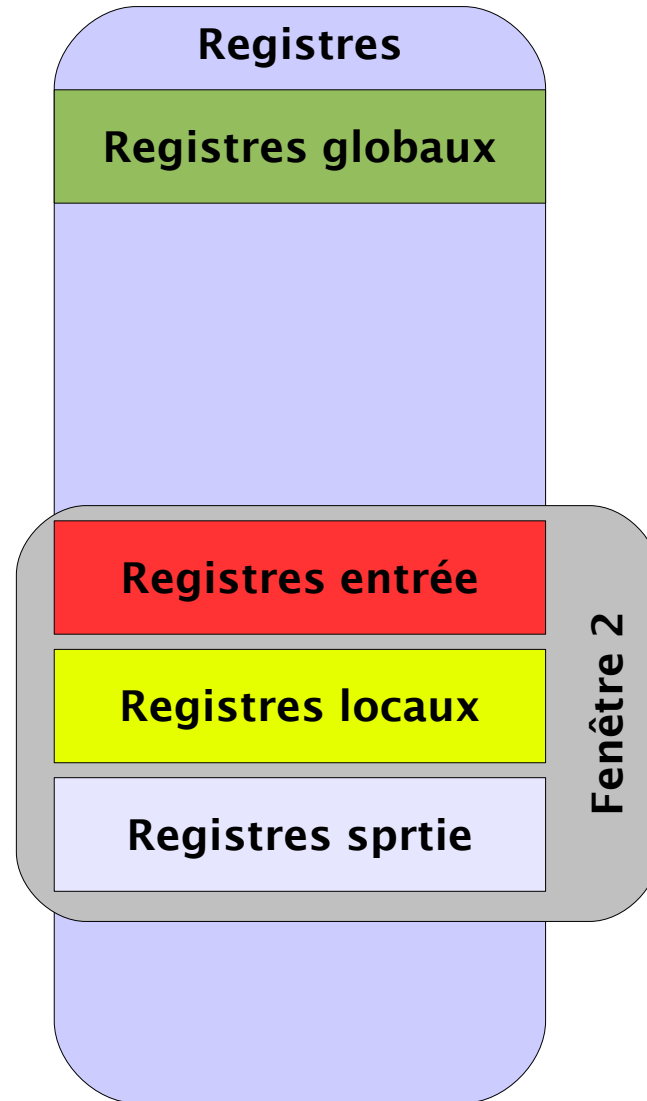 Registres
Registres globaux
Registres entrée
Registres locaux
Registres sprtie
Fenêtre 2